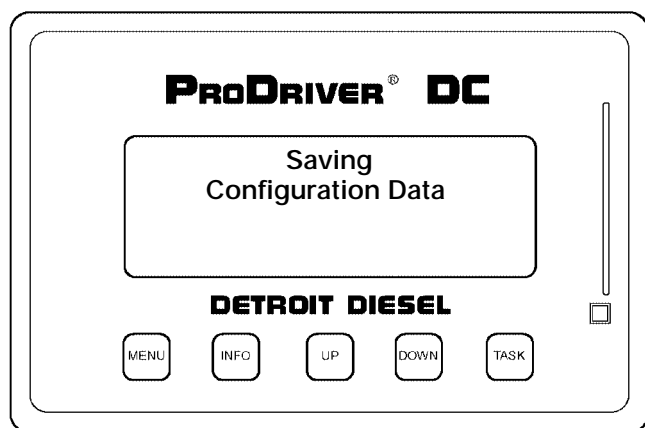 PRODRIVER® DC
Saving
Configuration Data
DETROIT DIESEL
MENU INFO UP DOWN TASK